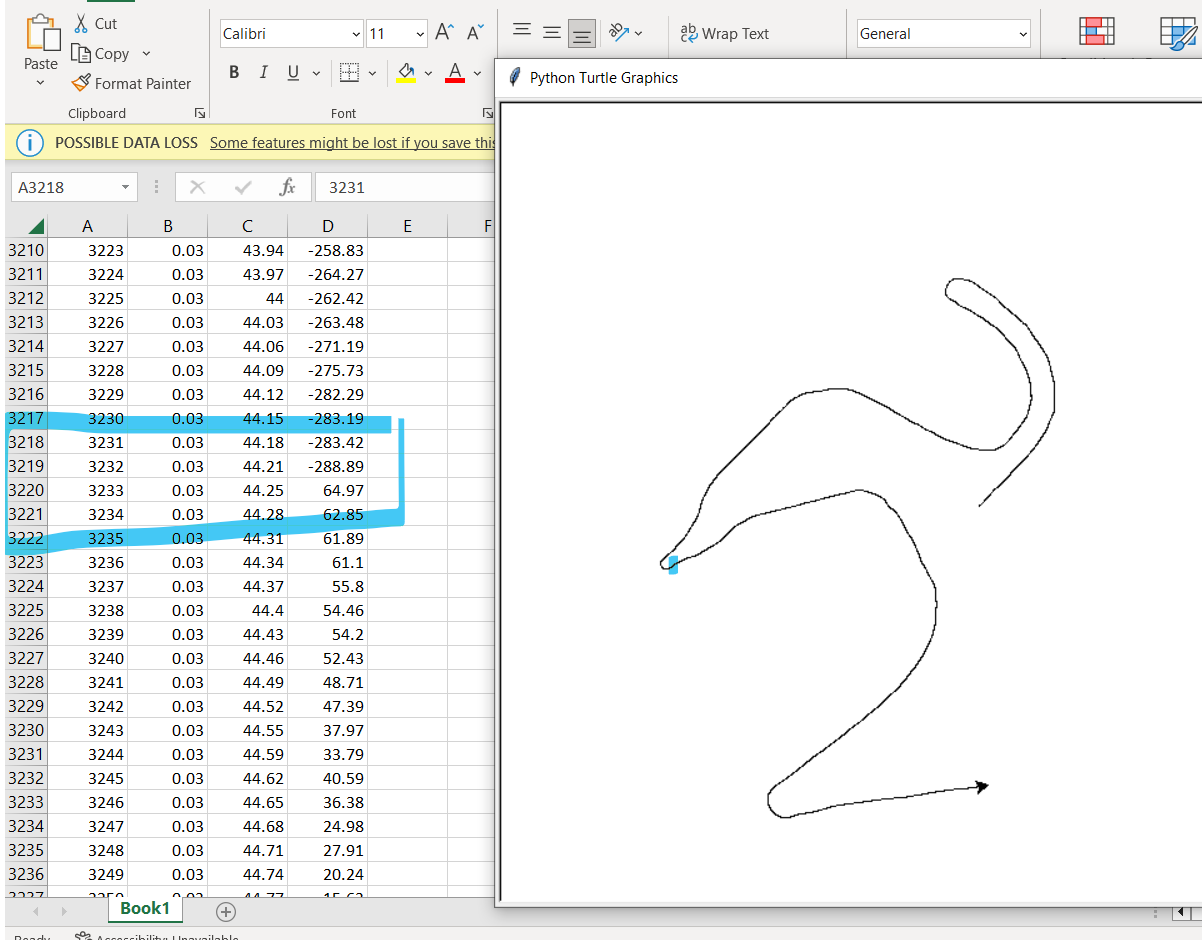 Cut
Calibri
11
A^ A˅
ab Wrap Text
General
Copy
Paste
B I U
A
Format Painter
Clipboard
Font
Python Turtle Graphics
POSSIBLE DATA LOSS Some features might be lost if you save this
A3218
fx
3231
A B C D E F
3210 3223 0.03 43.94 -258.83
3211 3224 0.03 43.97 -264.27
3212 3225 0.03 44 -262.42
3213 3226 0.03 44.03 -263.48
3214 3227 0.03 44.06 -271.19
3215 3228 0.03 44.09 -275.73
3216 3229 0.03 44.12 -282.29
3217 3230 0.03 44.15 -283.19
3218 3231 0.03 44.18 -283.42
3219 3232 0.03 44.21 -288.89
3220 3233 0.03 44.25 64.97
3221 3234 0.03 44.28 62.85
3222 3235 0.03 44.31 61.89
3223 3236 0.03 44.34 61.1
3224 3237 0.03 44.37 55.8
3225 3238 0.03 44.4 54.46
3226 3239 0.03 44.43 54.2
3227 3240 0.03 44.46 52.43
3228 3241 0.03 44.49 48.71
3229 3242 0.03 44.52 47.39
3230 3243 0.03 44.55 37.97
3231 3244 0.03 44.59 33.79
3232 3245 0.03 44.62 40.59
3233 3246 0.03 44.65 36.38
3234 3247 0.03 44.68 24.98
3235 3248 0.03 44.71 27.91
3236 3249 0.03 44.74 20.24
3237 3250 0.03 44.77 15.62
Book1
Ready Accessibility: Unavailable